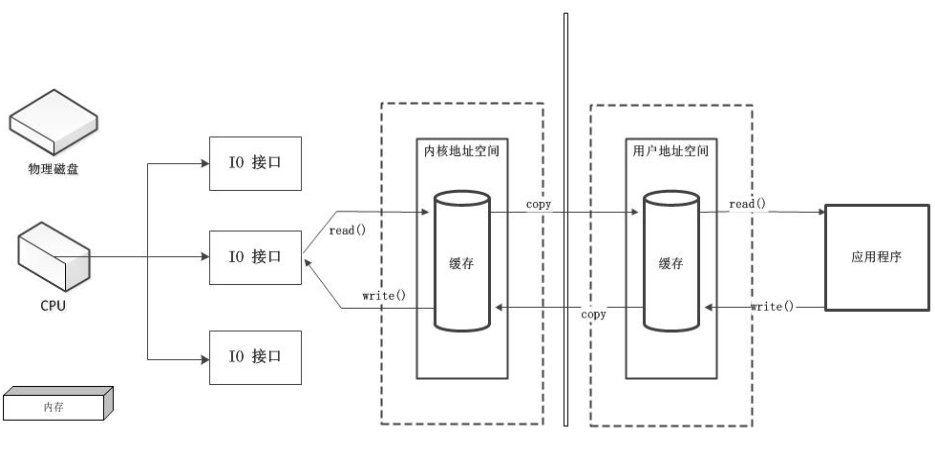 物理磁盘
CPU
内存
IO 接口
IO 接口
IO 接口
read()
write()
内核地址空间
缓存
copy
copy
用户地址空间
缓存
read()
write()
应用程序